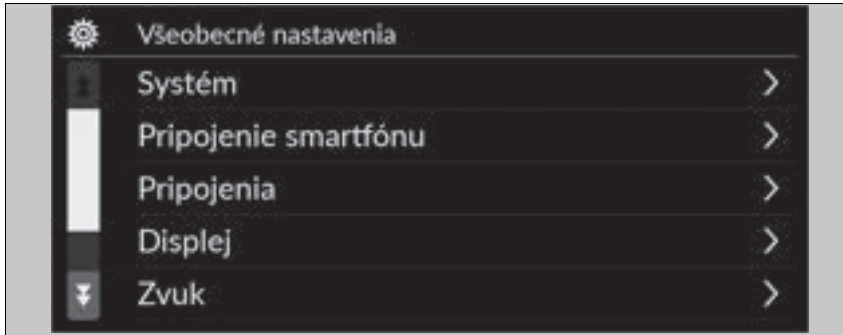 Všeobecné nastavenia
Systém
Pripojenie smartfónu
Pripojenia
Displej
Zvuk